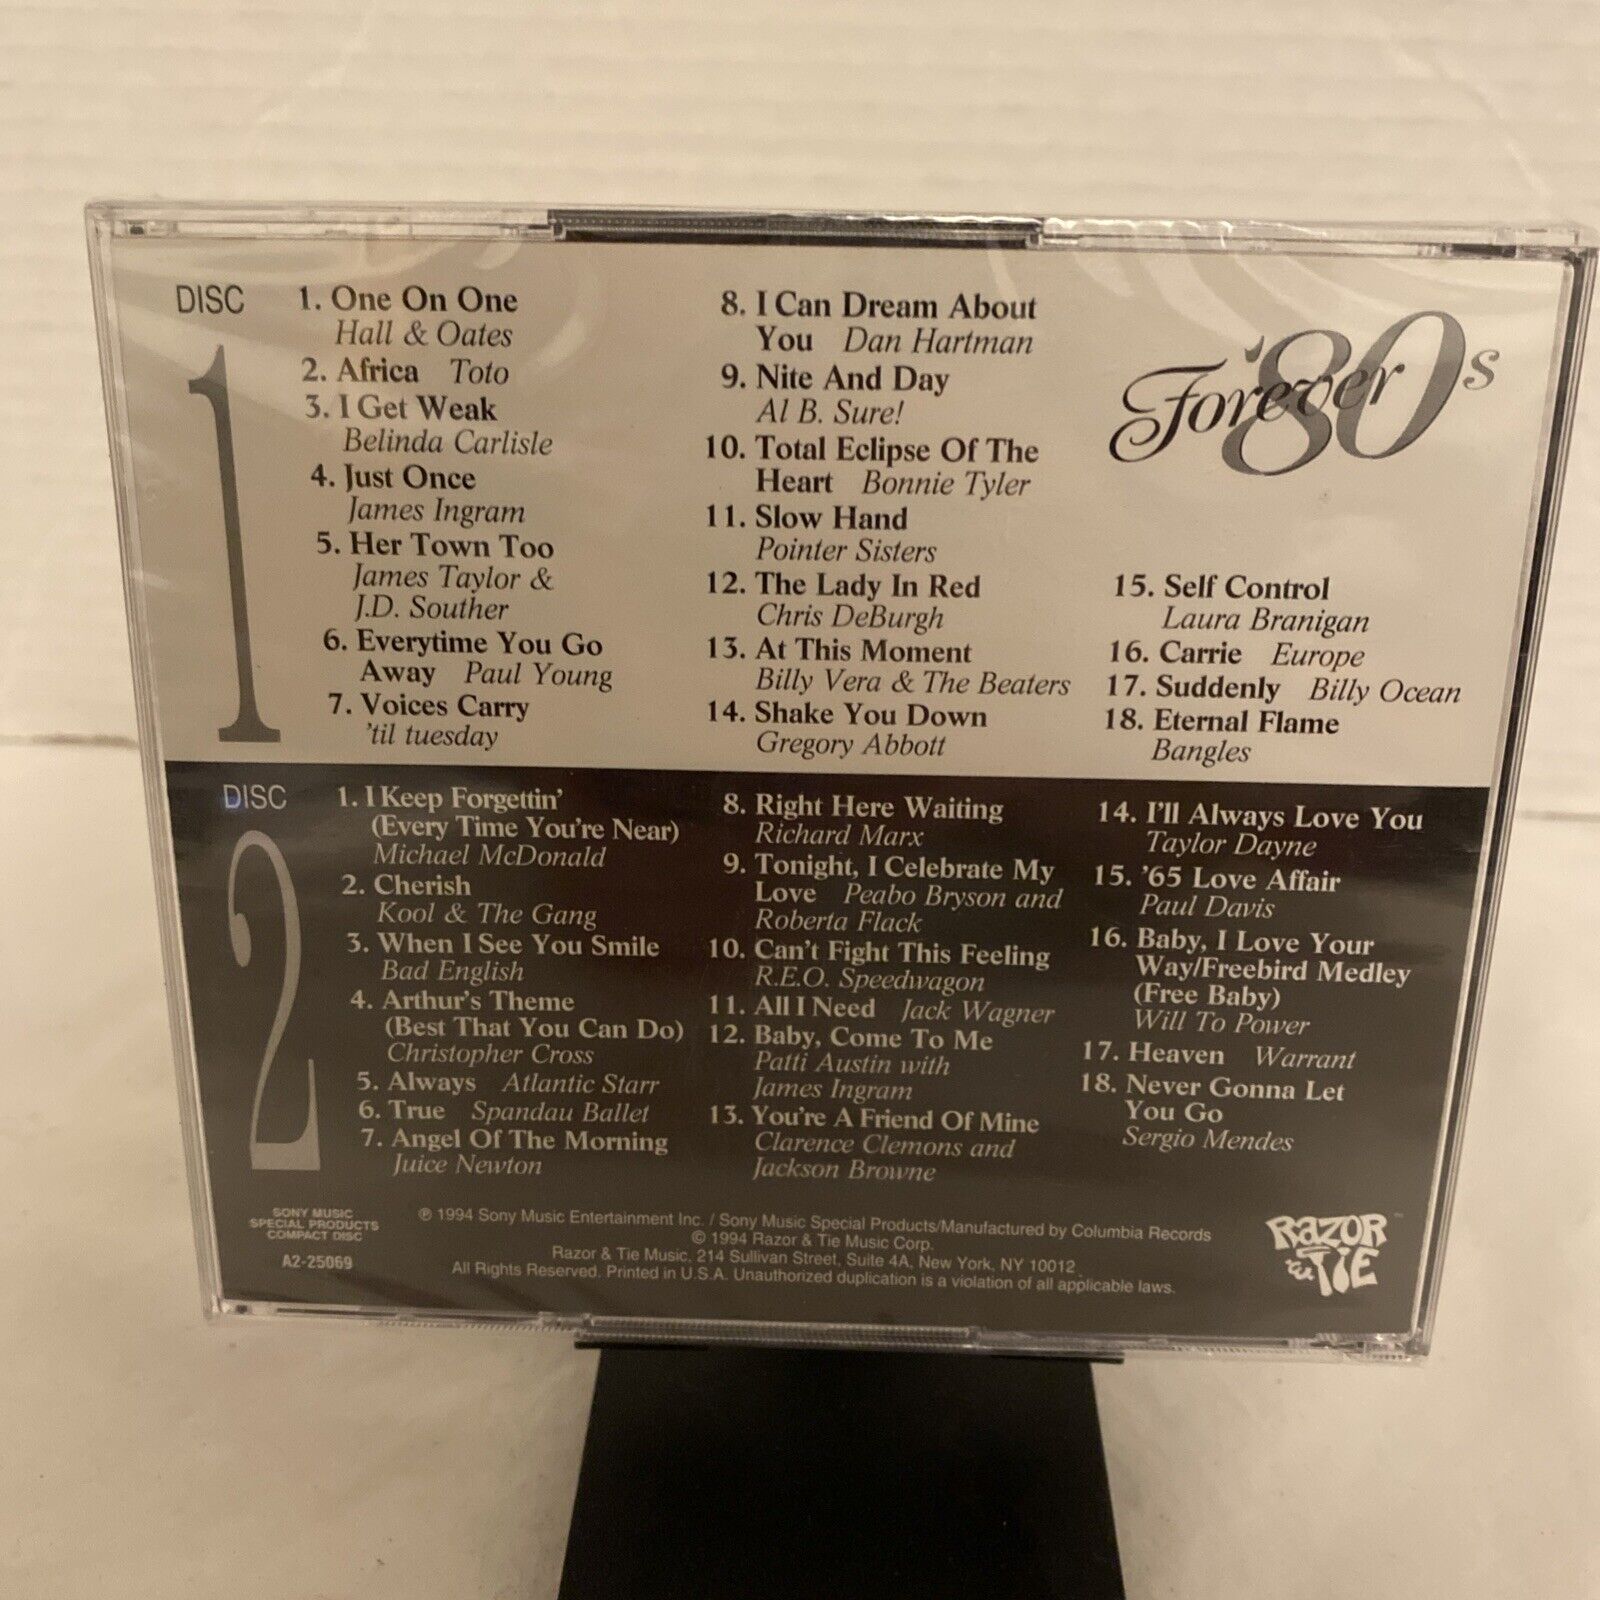 DISC
1
1. One On One
Hall & Oates
2. Africa Toto
3. I Get Weak
Belinda Carlisle
4. Just Once
James Ingram
5. Her Town Too
James Taylor &
J.D. Souther
6. Everytime You Go
Away Paul Young
7. Voices Carry
'til tuesday
8. I Can Dream About
You Dan Hartman
9. Nite And Day
Al B. Sure!
10. Total Eclipse Of The
Heart Bonnie Tyler
11. Slow Hand
Pointer Sisters
12. The Lady In Red
Chris DeBurgh
13. At This Moment
Billy Vera & The Beaters
14. Shake You Down
Gregory Abbott
Forever '80s
15. Self Control
Laura Branigan
16. Carrie Europe
17. Suddenly Billy Ocean
18. Eternal Flame
Bangles
DISC
2
1. I Keep Forgettin'
(Every Time You're Near)
Michael McDonald
2. Cherish
Kool & The Gang
3. When I See You Smile
Bad English
4. Arthur's Theme
(Best That You Can Do)
Christopher Cross
5. Always Atlantic Starr
6. True Spandau Ballet
7. Angel Of The Morning
Juice Newton
8. Right Here Waiting
Richard Marx
9. Tonight, I Celebrate My
Love Peabo Bryson and
Roberta Flack
10. Can't Fight This Feeling
R.E.O. Speedwagon
11. All I Need Jack Wagner
12. Baby, Come To Me
Patti Austin with
James Ingram
13. You're A Friend Of Mine
Clarence Clemons and
Jackson Browne
14. I'll Always Love You
Taylor Dayne
15. '65 Love Affair
Paul Davis
16. Baby, I Love Your
Way/Freebird Medley
(Free Baby)
Will To Power
17. Heaven Warrant
18. Never Gonna Let
You Go
Sergio Mendes
SONY MUSIC
SPECIAL PRODUCTS
COMPACT DISC
A2-25069
℗ 1994 Sony Music Entertainment Inc. / Sony Music Special Products/Manufactured by Columbia Records
© 1994 Razor & Tie Music Corp.
Razor & Tie Music, 214 Sullivan Street, Suite 4A, New York, NY 10012
All Rights Reserved. Printed in U.S.A. Unauthorized duplication is a violation of all applicable laws.
RAZOR
& TIE
™